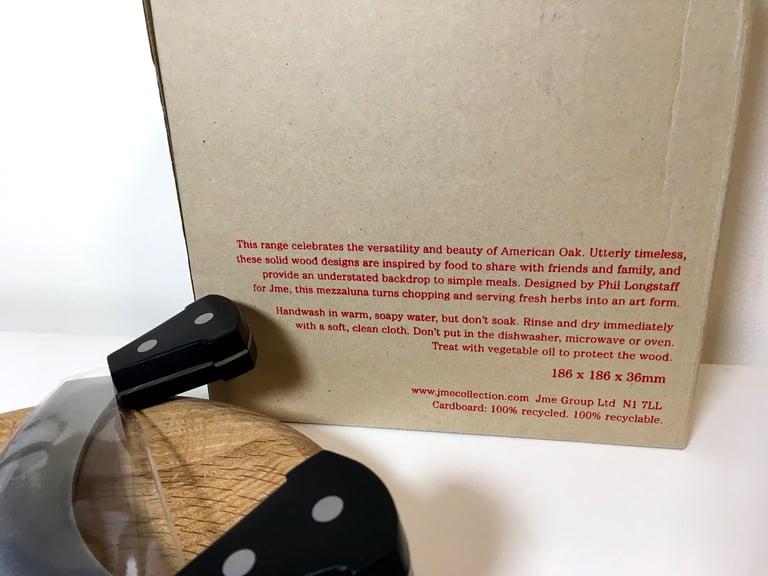 This range celebrates the versatility and beauty of American Oak. Utterly timeless,
these solid wood designs are inspired by food to share with friends and family, and
provide an understated backdrop to simple meals. Designed by Phil Longstaff
for Jme, this mezzaluna turns chopping and serving fresh herbs into an art form.
Handwash in warm, soapy water, but don't soak. Rinse and dry immediately
with a soft, clean cloth. Don't put in the dishwasher, microwave or oven.
Treat with vegetable oil to protect the wood.
186 x 186 x 36mm
www.jmecollection.com Jme Group Ltd N1 7LL
Cardboard: 100% recycled. 100% recyclable.